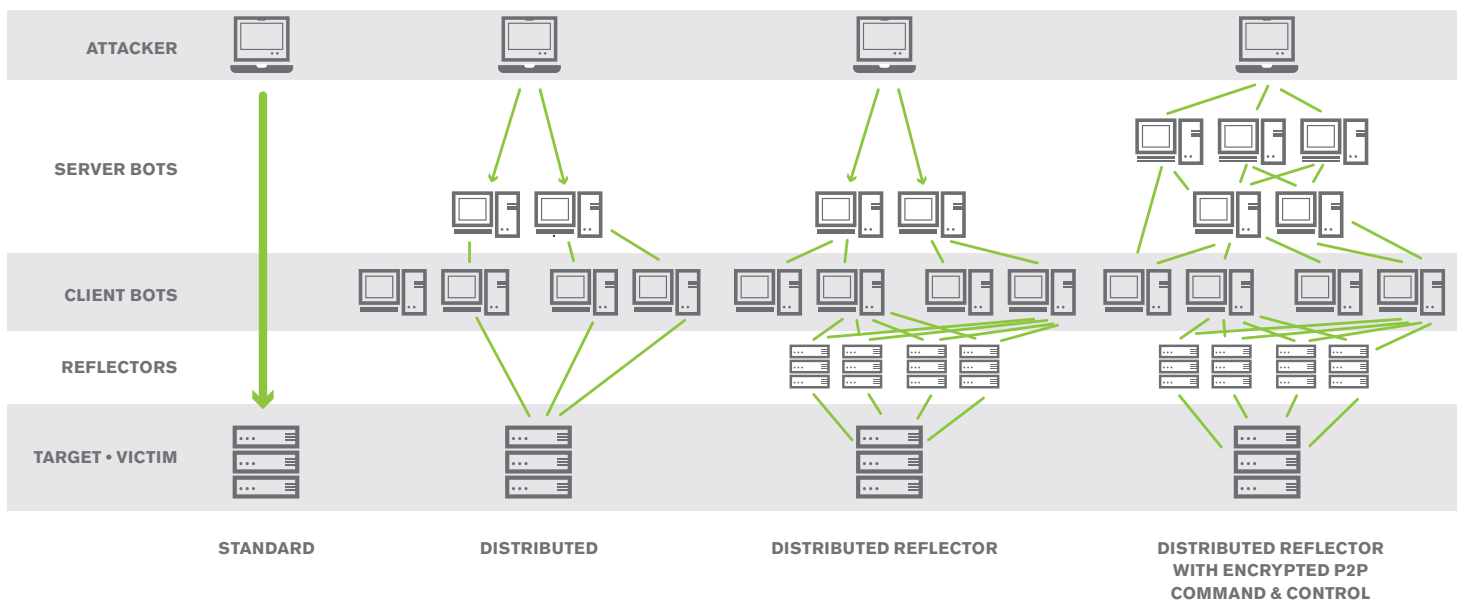 ATTACKER
SERVER BOTS
CLIENT BOTS
REFLECTORS
TARGET • VICTIM
STANDARD
DISTRIBUTED
DISTRIBUTED REFLECTOR
DISTRIBUTED REFLECTOR
WITH ENCRYPTED P2P
COMMAND & CONTROL